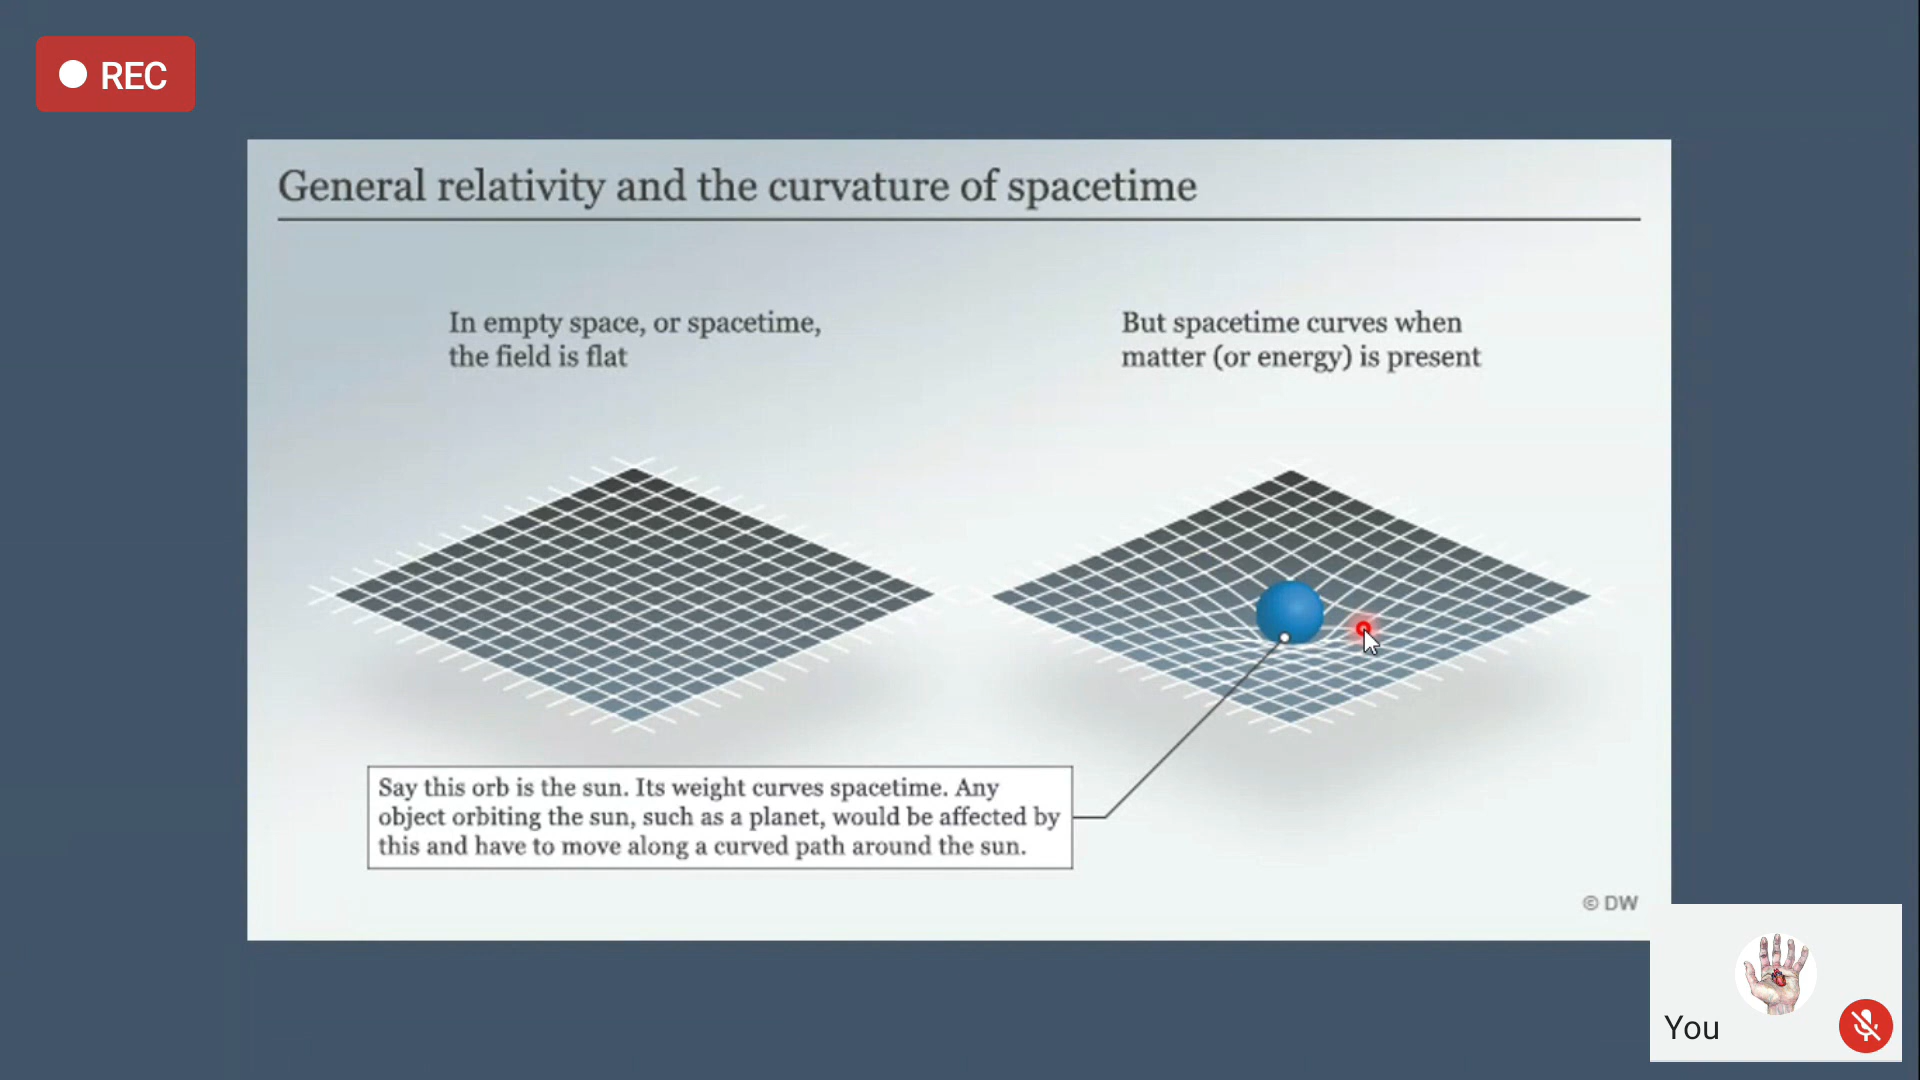 REC
General relativity and the curvature of spacetime
In empty space, or spacetime,
the field is flat
But spacetime curves when
matter (or energy) is present
Say this orb is the sun. Its weight curves spacetime. Any
object orbiting the sun, such as a planet, would be affected by
this and have to move along a curved path around the sun.
© DW
You